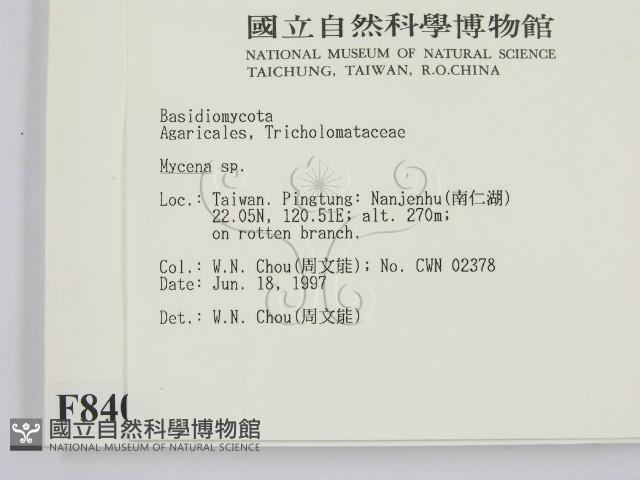 國立自然科學博物館
NATIONAL MUSEUM OF NATURAL SCIENCE
TAICHUNG, TAIWAN, R.O.CHINA
Basidiomycota
Agaricales, Tricholomataceae
Mycena sp.
Loc.: Taiwan. Pingtung: Nanjenhu(南仁湖)
22.05N, 120.51E; alt. 270m;
on rotten branch.
Col.: W.N. Chou(周文能); No. CWN 02378
Date: Jun. 18, 1997
Det.: W.N. Chou(周文能)
F840
國立自然科學博物館
NATIONAL MUSEUM OF NATURAL SCIENCE